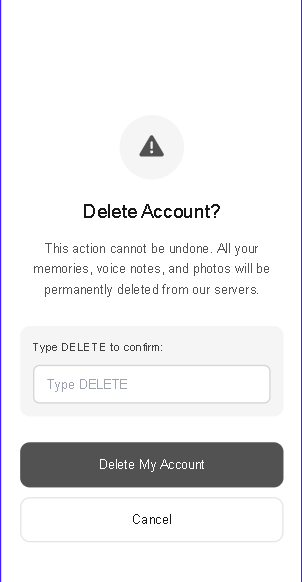 Delete Account?
This action cannot be undone. All your
memories, voice notes, and photos will be
permanently deleted from our servers.
Type DELETE to confirm:
Type DELETE
Delete My Account
Cancel